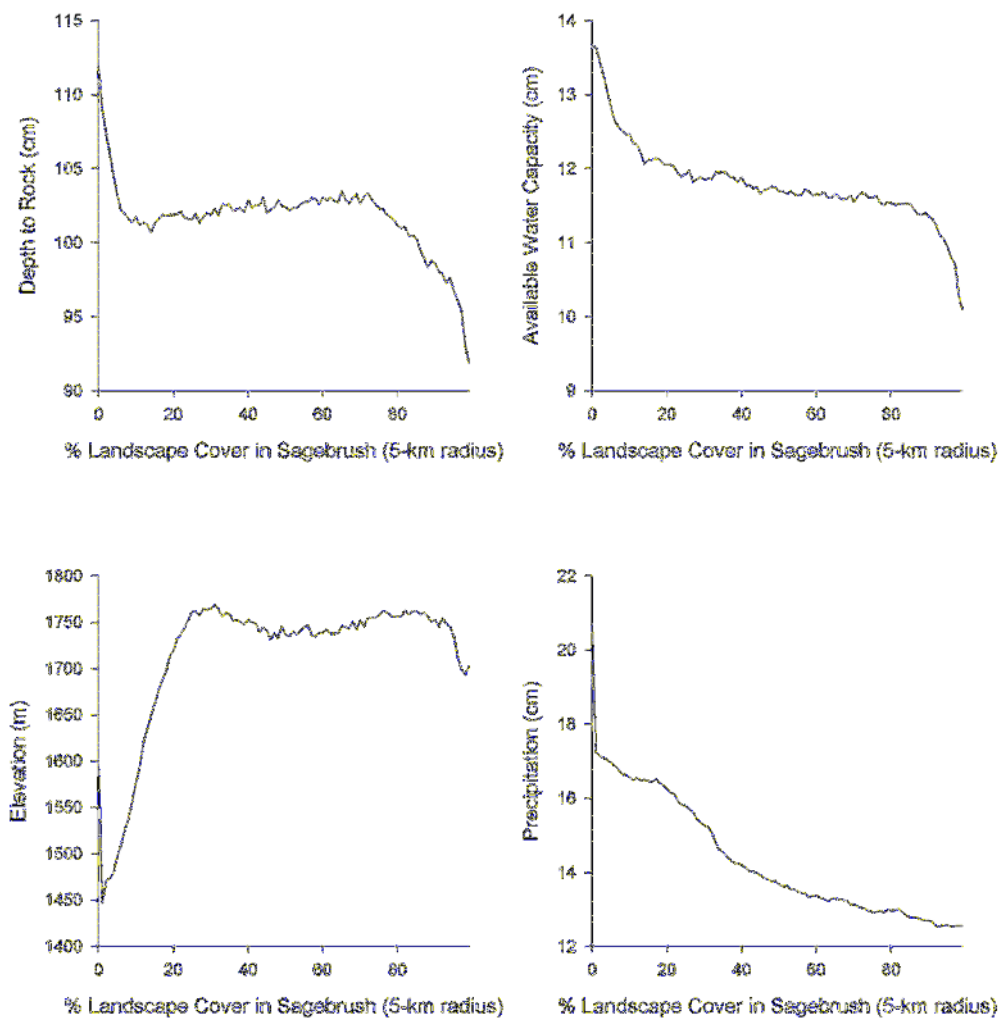 115
110
105
100
95
90
Depth to Rock (cm)
0 20 40 60 80
% Landscape Cover in Sagebrush (5-km radius)
14
13
12
11
10
9
Available Water Capacity (cm)
0 20 40 60 80
% Landscape Cover in Sagebrush (5-km radius)
1800
1750
1700
1650
1600
1550
1500
1450
1400
Elevation (m)
0 20 40 60 80
% Landscape Cover in Sagebrush (5-km radius)
22
20
18
16
14
12
Precipitation (cm)
0 20 40 60 80
% Landscape Cover in Sagebrush (5-km radius)